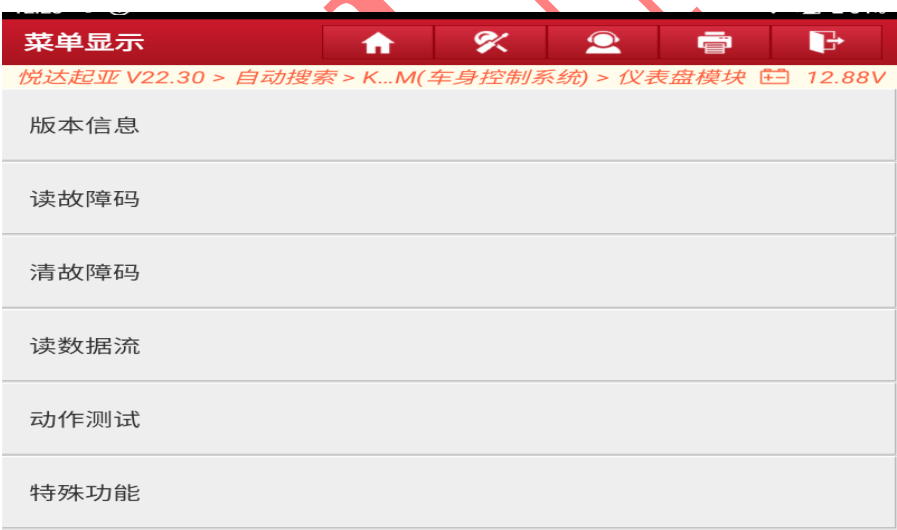 菜单显示
悦达起亚 V22.30 > 自动搜索 > K...M(车身控制系统) > 仪表盘模块 12.88V
版本信息
读故障码
清故障码
读数据流
动作测试
特殊功能